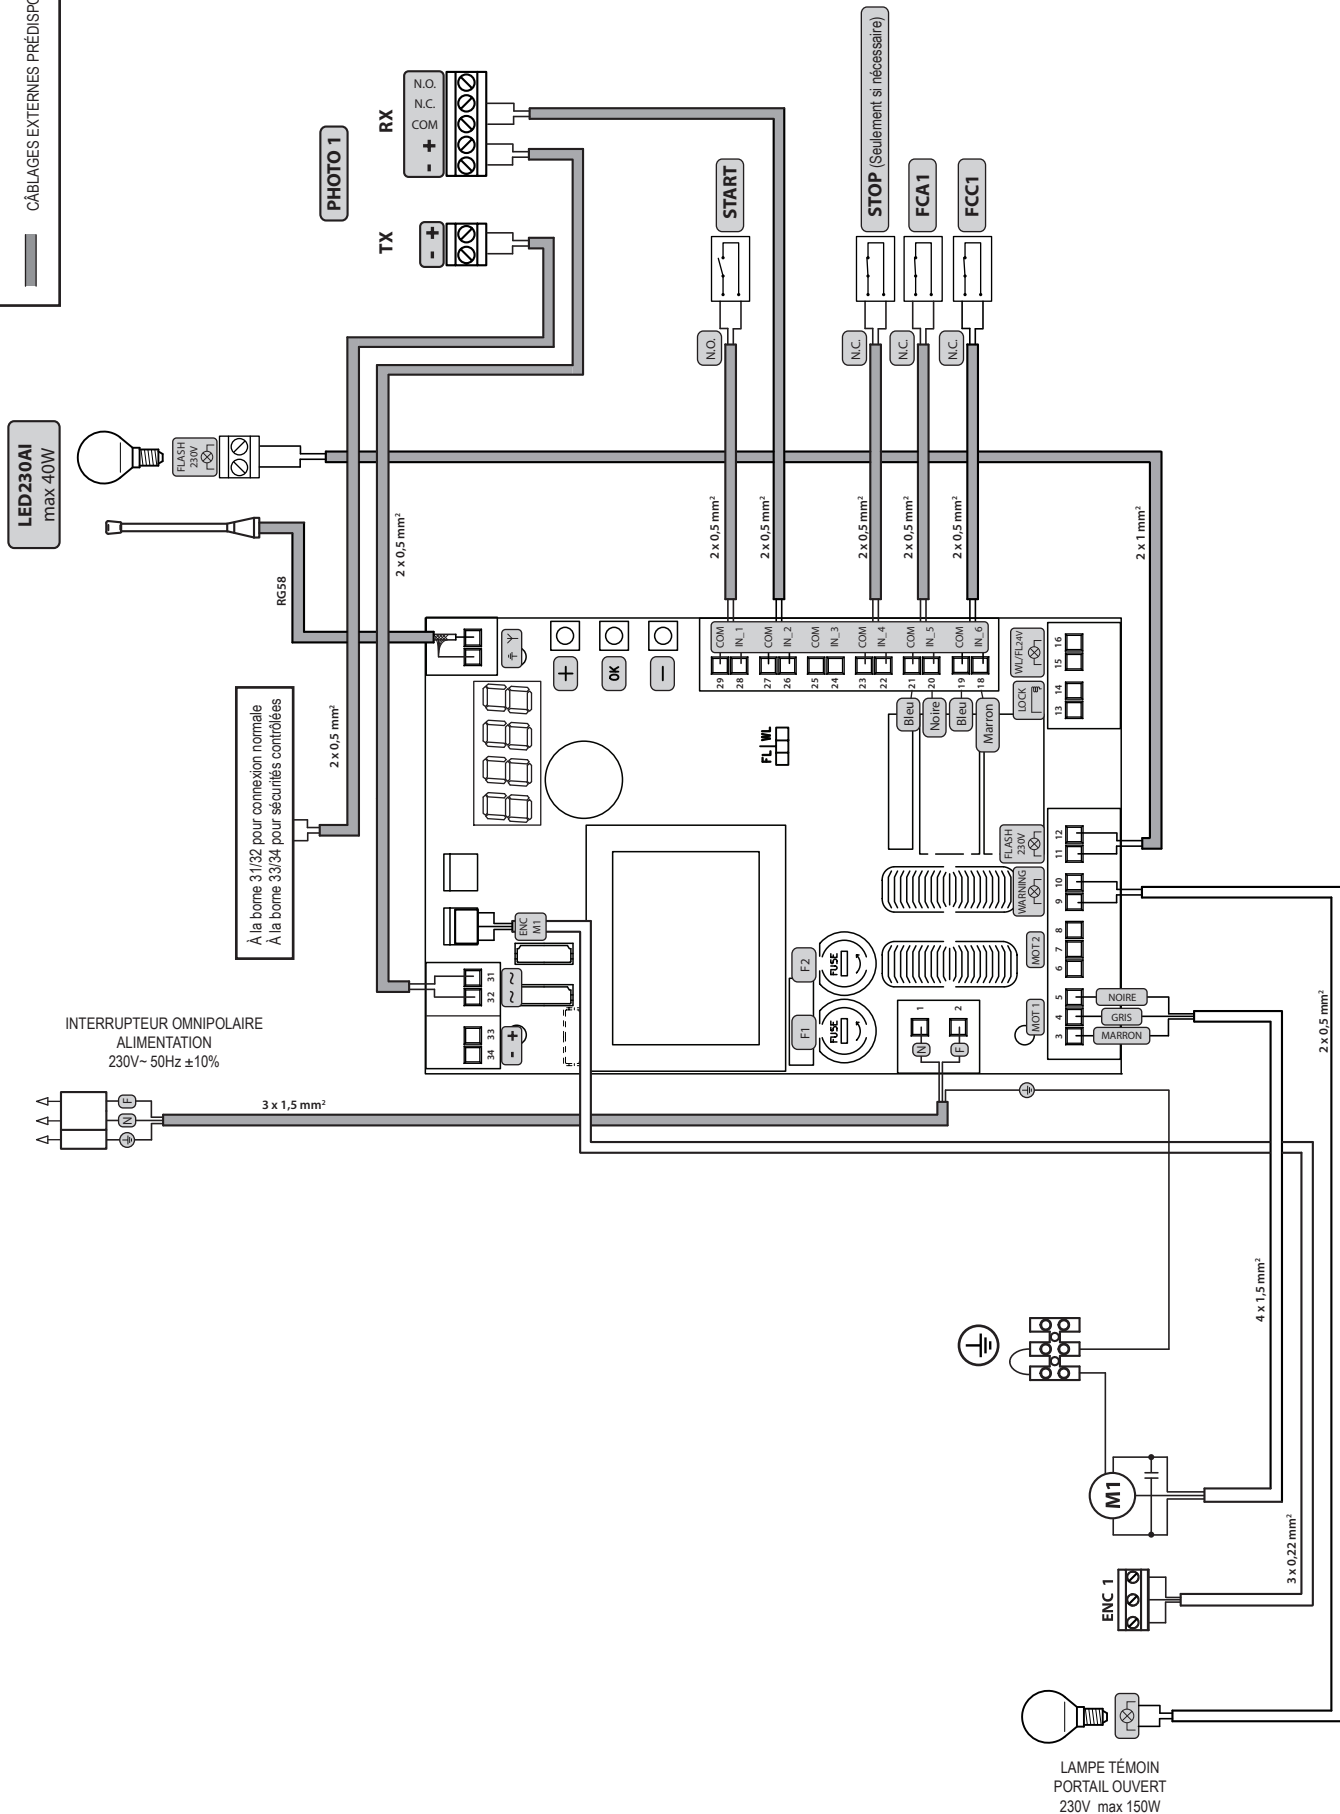 CÂBLAGES EXTERNES PRÉDISPO
PHOTO 1
RX
N.O.
N.C.
COM
- +
TX
- +
LED230AI
max 40W
FLASH
230V
RG58
2 x 0,5 mm²
2 x 0,5 mm²
À la borne 31/32 pour connexion normale
À la borne 33/34 pour sécurités contrôlées
START
STOP (Seulement si nécessaire)
FCA1
FCC1
N.O.
N.C.
N.C.
N.C.
2 x 0,5 mm²
2 x 0,5 mm²
2 x 0,5 mm²
2 x 0,5 mm²
2 x 0,5 mm²
2 x 1 mm²
+
OK
-
COM
IN_1
COM
IN_2
COM
IN_3
COM
IN_4
COM
IN_5
COM
IN_6
29
28
27
26
25
24
23
22
21
20
19
18
Bleu
Noire
Bleu
Marron
FL | WL
WL/FL24V
LOCK
16
15
14
13
FLASH
230V
WARNING
12
11
10
9
8
7
6
5
4
3
MOT 2
MOT 1
NOIRE
GRIS
MARRON
ENC
M1
31
32
33
34
~ ~
- +
F2
F1
FUSE
FUSE
1
2
N
F
INTERRUPTEUR OMNIPOLAIRE
ALIMENTATION
230V~ 50Hz ±10%
F
N
3 x 1,5 mm²
4 x 1,5 mm²
3 x 0,22 mm²
2 x 0,5 mm²
M1
ENC 1
LAMPE TÉMOIN
PORTAIL OUVERT
230V max 150W